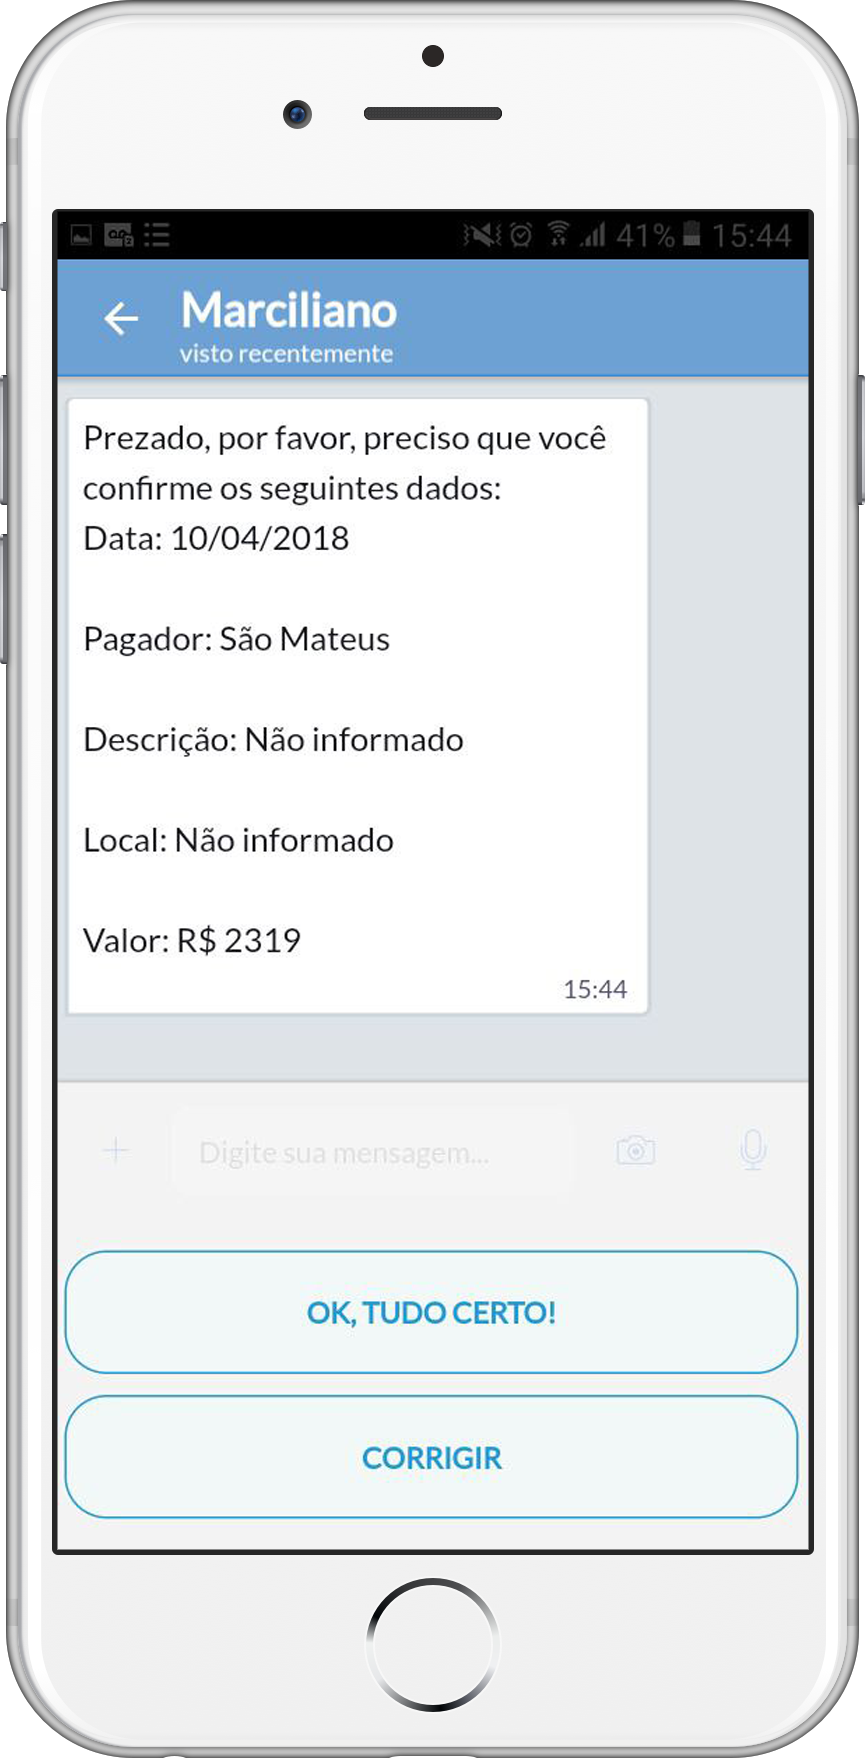 41% 15:44
Marciliano
visto recentemente
Prezado, por favor, preciso que você
confirme os seguintes dados:
Data: 10/04/2018
Pagador: São Mateus
Descrição: Não informado
Local: Não informado
Valor: R$ 2319
15:44
Digite sua mensagem...
OK, TUDO CERTO!
CORRIGIR